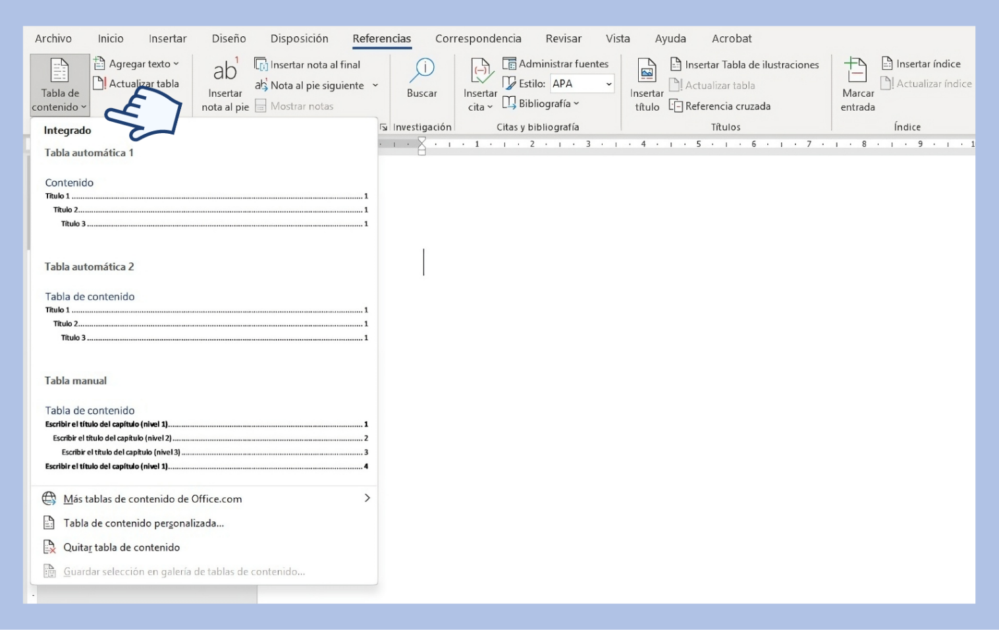 Archivo Inicio Insertar Diseño Disposición Referencias Correspondencia Revisar Vista Ayuda Acrobat
Tabla de contenido
Agregar texto
Actualizar tabla
ab1
Insertar nota al pie
Insertar nota al final
ab Nota al pie siguiente
Mostrar notas
Buscar
Investigación
Insertar cita
Administrar fuentes
Estilo: APA
Bibliografía
Citas y bibliografía
Insertar título
Insertar Tabla de ilustraciones
Actualizar tabla
Referencia cruzada
Títulos
Marcar entrada
Insertar índice
Actualizar índice
Índice
1 2 3 4 5 6 7 8 9 1
Integrado
Tabla automática 1
Contenido
Título 1 ........ 1
Título 2 ........ 1
Título 3 ........ 1
Tabla automática 2
Tabla de contenido
Título 1 ........ 1
Título 2 ........ 1
Título 3 ........ 1
Tabla manual
Tabla de contenido
Escribir el título del capítulo (nivel 1) ........ 1
Escribir el título del capítulo (nivel 2) ........ 2
Escribir el título del capítulo (nivel 3) ........ 3
Escribir el título del capítulo (nivel 1) ........ 4
Más tablas de contenido de Office.com
Tabla de contenido personalizada...
Quitar tabla de contenido
Guardar selección en galería de tablas de contenido...